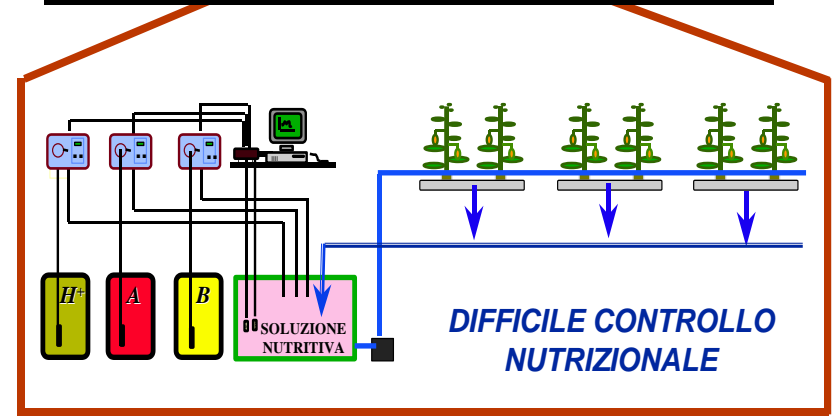 H+
A
B
SOLUZIONE
NUTRITIVA
DIFFICILE CONTROLLO
NUTRIZIONALE